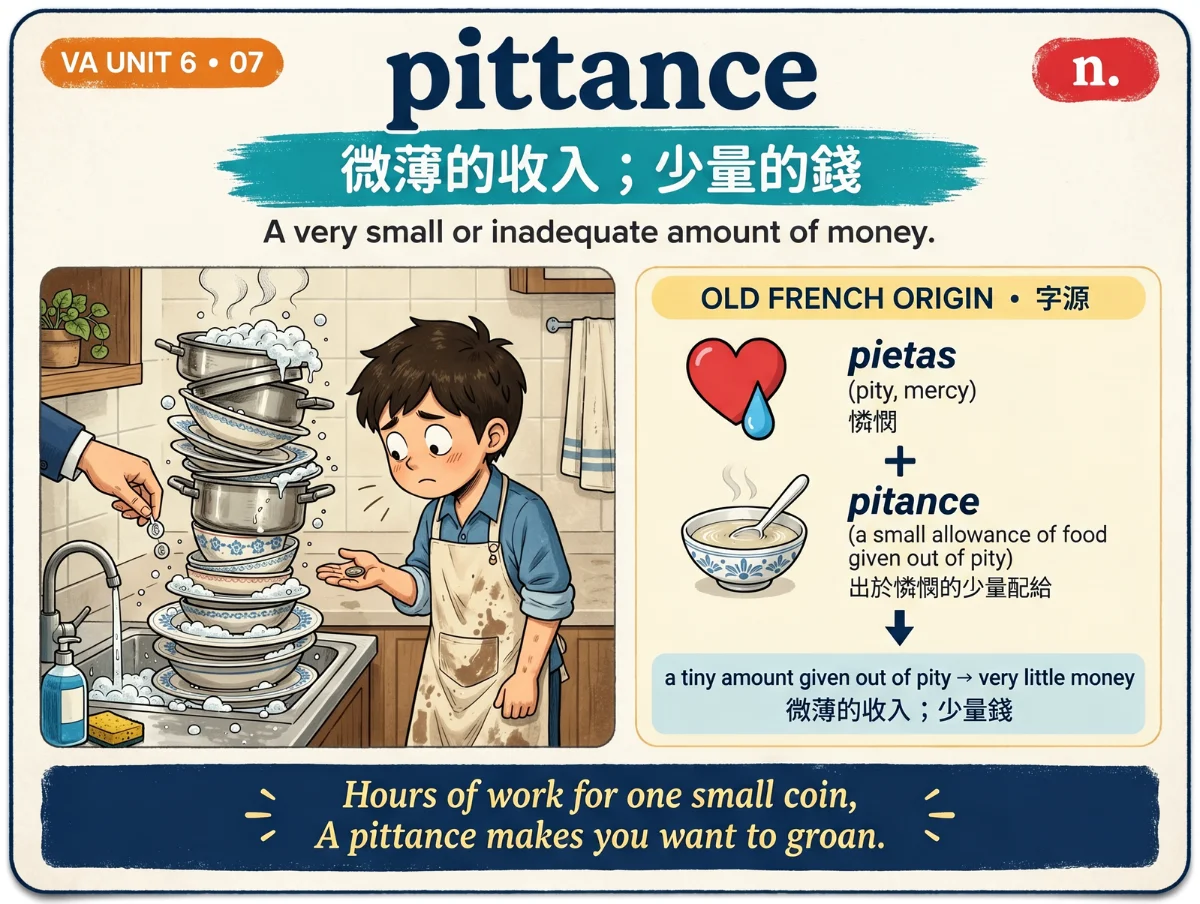 VA UNIT 6 • 07
pittance
n.
微薄的收入；少量的錢
A very small or inadequate amount of money.
OLD FRENCH ORIGIN • 字源
pietas
(pity, mercy)
憐憫
+
pitance
(a small allowance of food
given out of pity)
出於憐憫的少量配給
a tiny amount given out of pity → very little money
微薄的收入；少量錢
Hours of work for one small coin,
A pittance makes you want to groan.